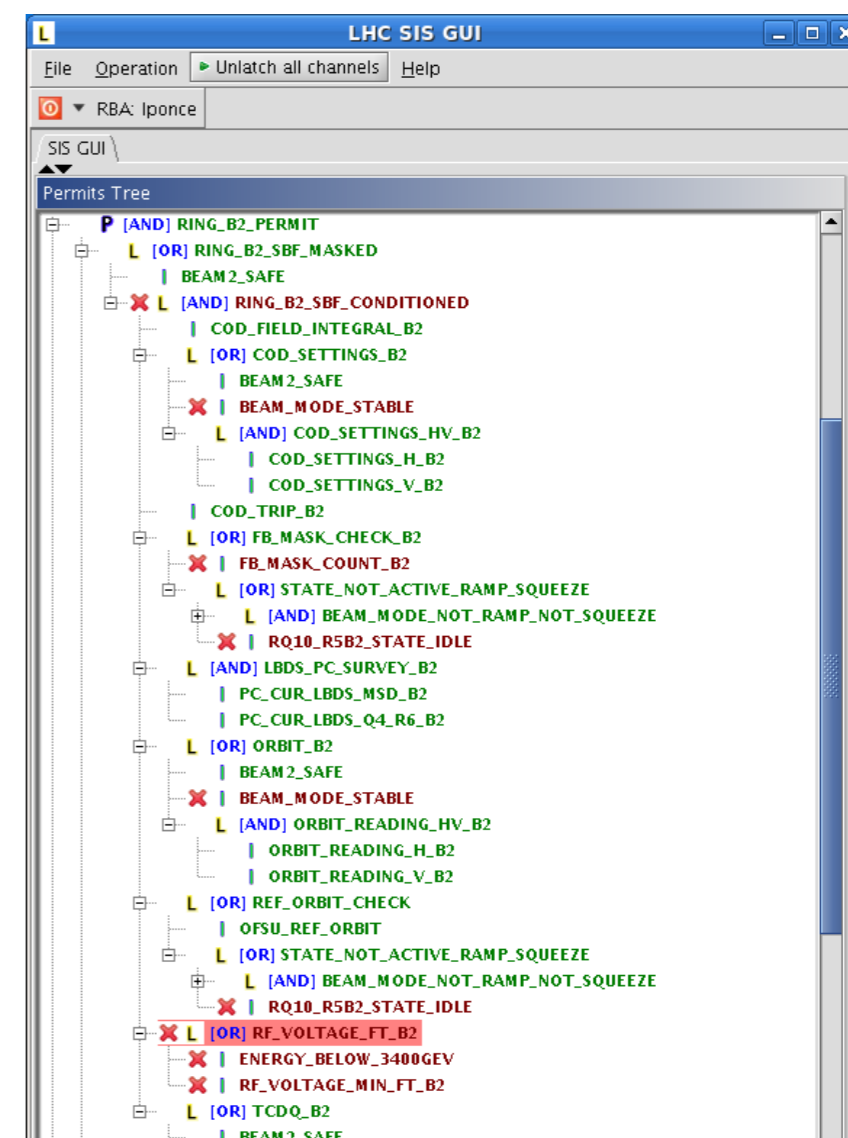 L LHC SIS GUI
File Operation Unlatch all channels Help
RBA: lponce
SIS GUI
Permits Tree
P [AND] RING_B2_PERMIT
L [OR] RING_B2_SBF_MASKED
BEAM2_SAFE
L [AND] RING_B2_SBF_CONDITIONED
COD_FIELD_INTEGRAL_B2
L [OR] COD_SETTINGS_B2
BEAM2_SAFE
BEAM_MODE_STABLE
L [AND] COD_SETTINGS_HV_B2
COD_SETTINGS_H_B2
COD_SETTINGS_V_B2
COD_TRIP_B2
L [OR] FB_MASK_CHECK_B2
FB_MASK_COUNT_B2
L [OR] STATE_NOT_ACTIVE_RAMP_SQUEEZE
L [AND] BEAM_MODE_NOT_RAMP_NOT_SQUEEZE
RQ10_R5B2_STATE_IDLE
L [AND] LBDS_PC_SURVEY_B2
PC_CUR_LBDS_MSD_B2
PC_CUR_LBDS_Q4_R6_B2
L [OR] ORBIT_B2
BEAM2_SAFE
BEAM_MODE_STABLE
L [AND] ORBIT_READING_HV_B2
ORBIT_READING_H_B2
ORBIT_READING_V_B2
L [OR] REF_ORBIT_CHECK
OFSU_REF_ORBIT
L [OR] STATE_NOT_ACTIVE_RAMP_SQUEEZE
L [AND] BEAM_MODE_NOT_RAMP_NOT_SQUEEZE
RQ10_R5B2_STATE_IDLE
L [OR] RF_VOLTAGE_FT_B2
ENERGY_BELOW_3400GEV
RF_VOLTAGE_MIN_FT_B2
L [OR] TCDQ_B2
BEAM2_SAFE